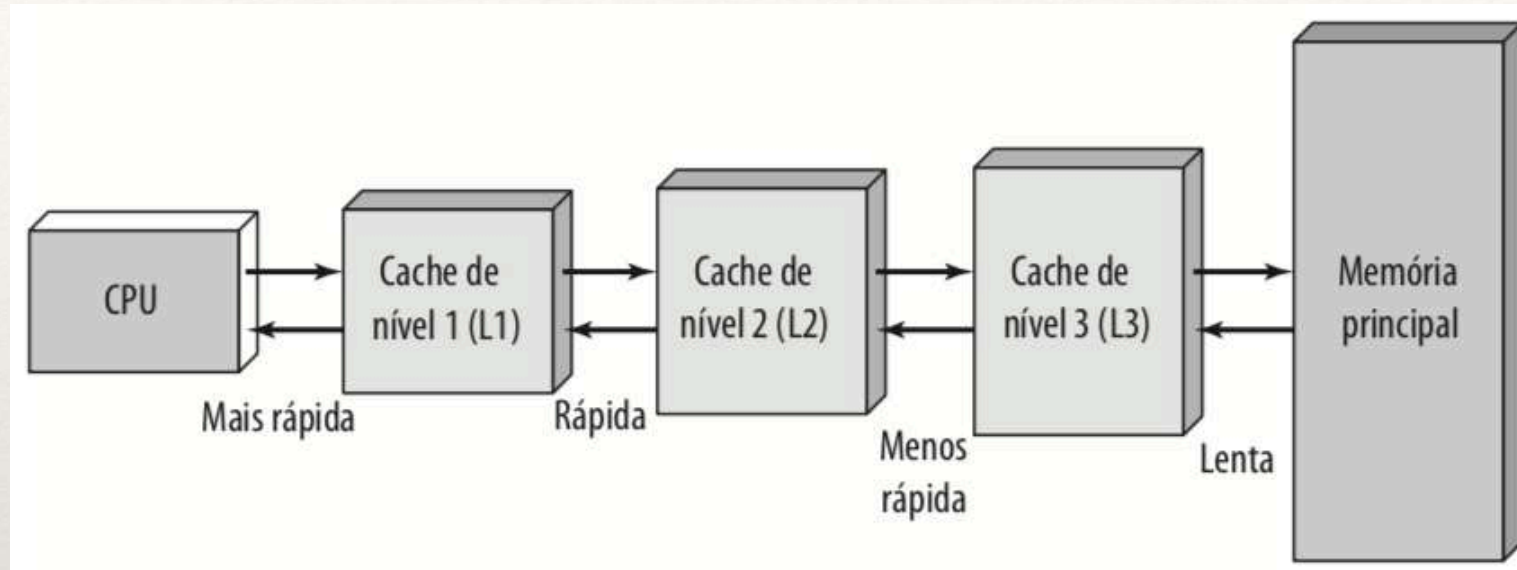 CPU
Cache de
nível 1 (L1)
Cache de
nível 2 (L2)
Cache de
nível 3 (L3)
Memória
principal
Mais rápida
Rápida
Menos
rápida
Lenta